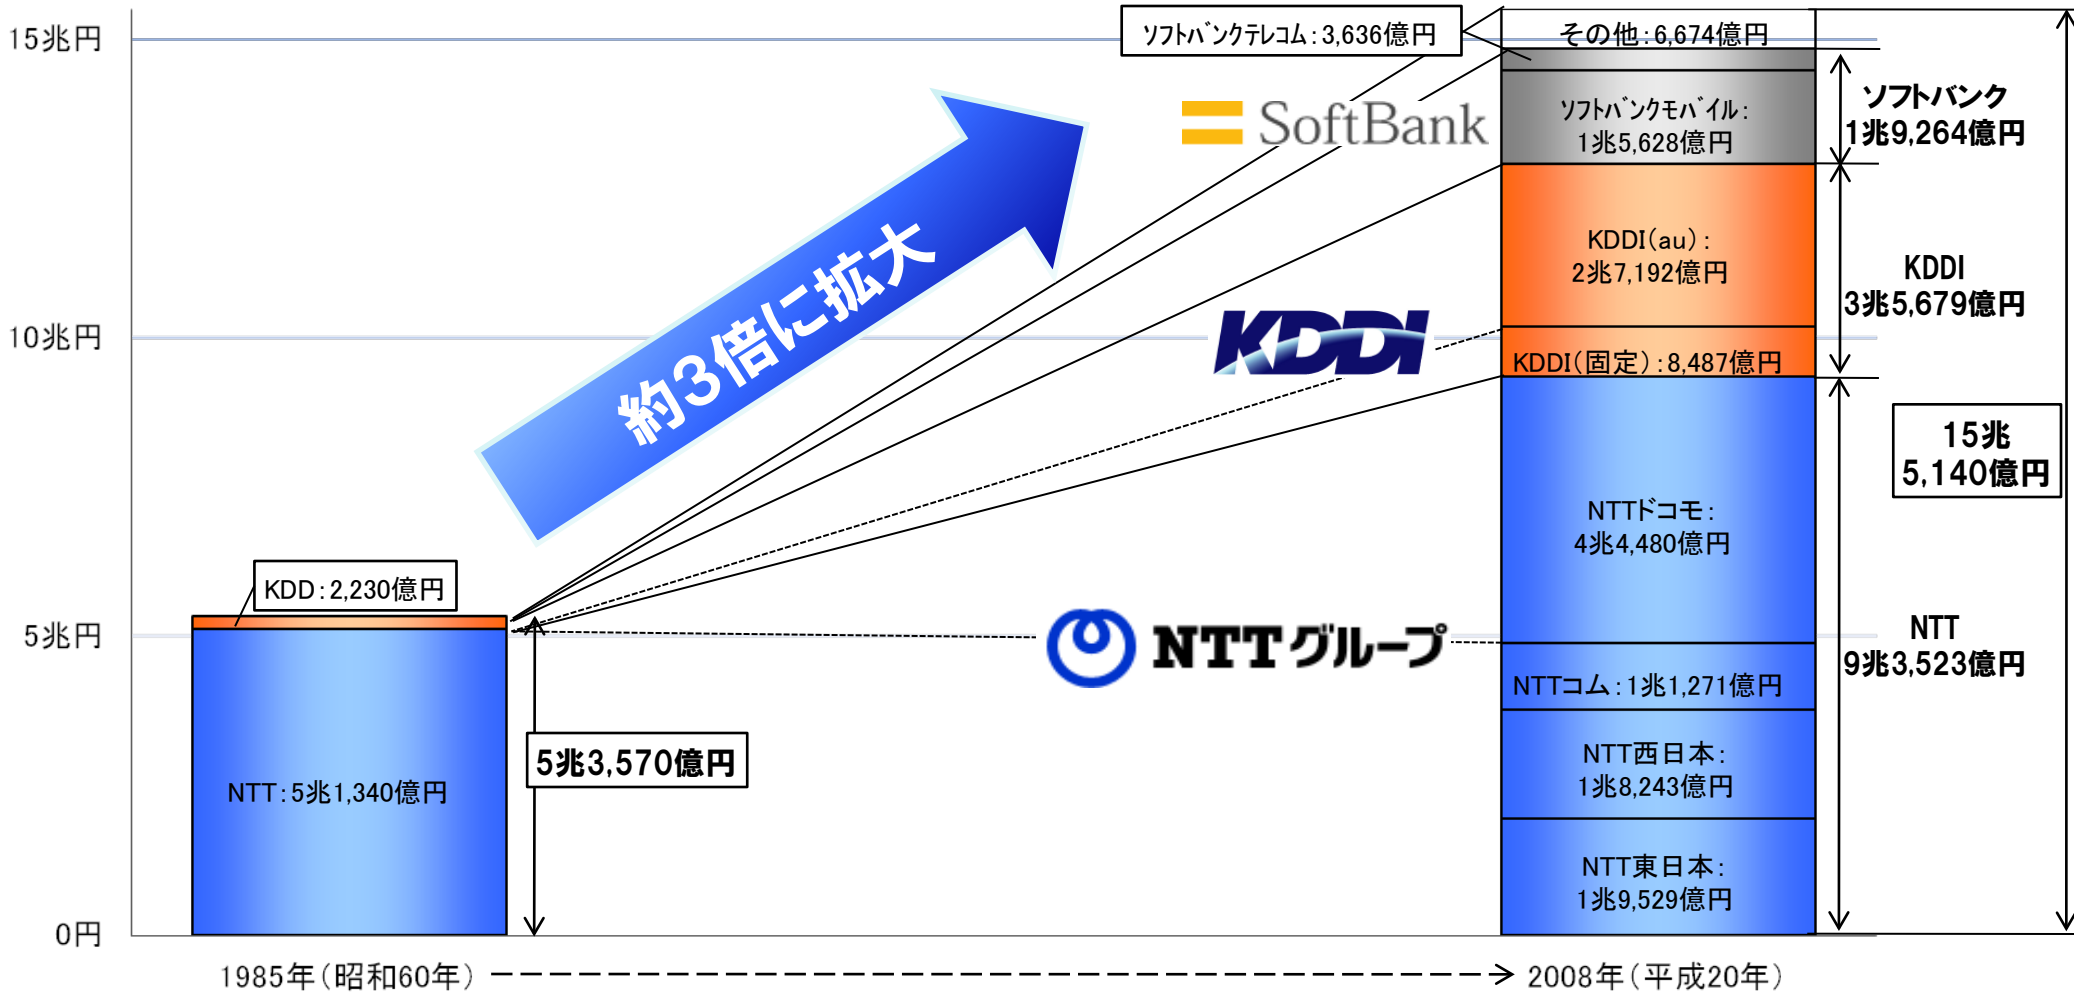 15兆円
10兆円
5兆円
0円
約3倍に拡大
KDD:2,230億円
NTT:5兆1,340億円
5兆3,570億円
1985年(昭和60年)
ソフトバンクテレコム:3,636億円
SoftBank
KDDI
NTTグループ
その他:6,674億円
ソフトバンクモバイル:
1兆5,628億円
KDDI(au):
2兆7,192億円
KDDI(固定):8,487億円
NTTドコモ:
4兆4,480億円
NTTコム:1兆1,271億円
NTT西日本:
1兆8,243億円
NTT東日本:
1兆9,529億円
2008年(平成20年)
ソフトバンク
1兆9,264億円
KDDI
3兆5,679億円
NTT
9兆3,523億円
15兆
5,140億円